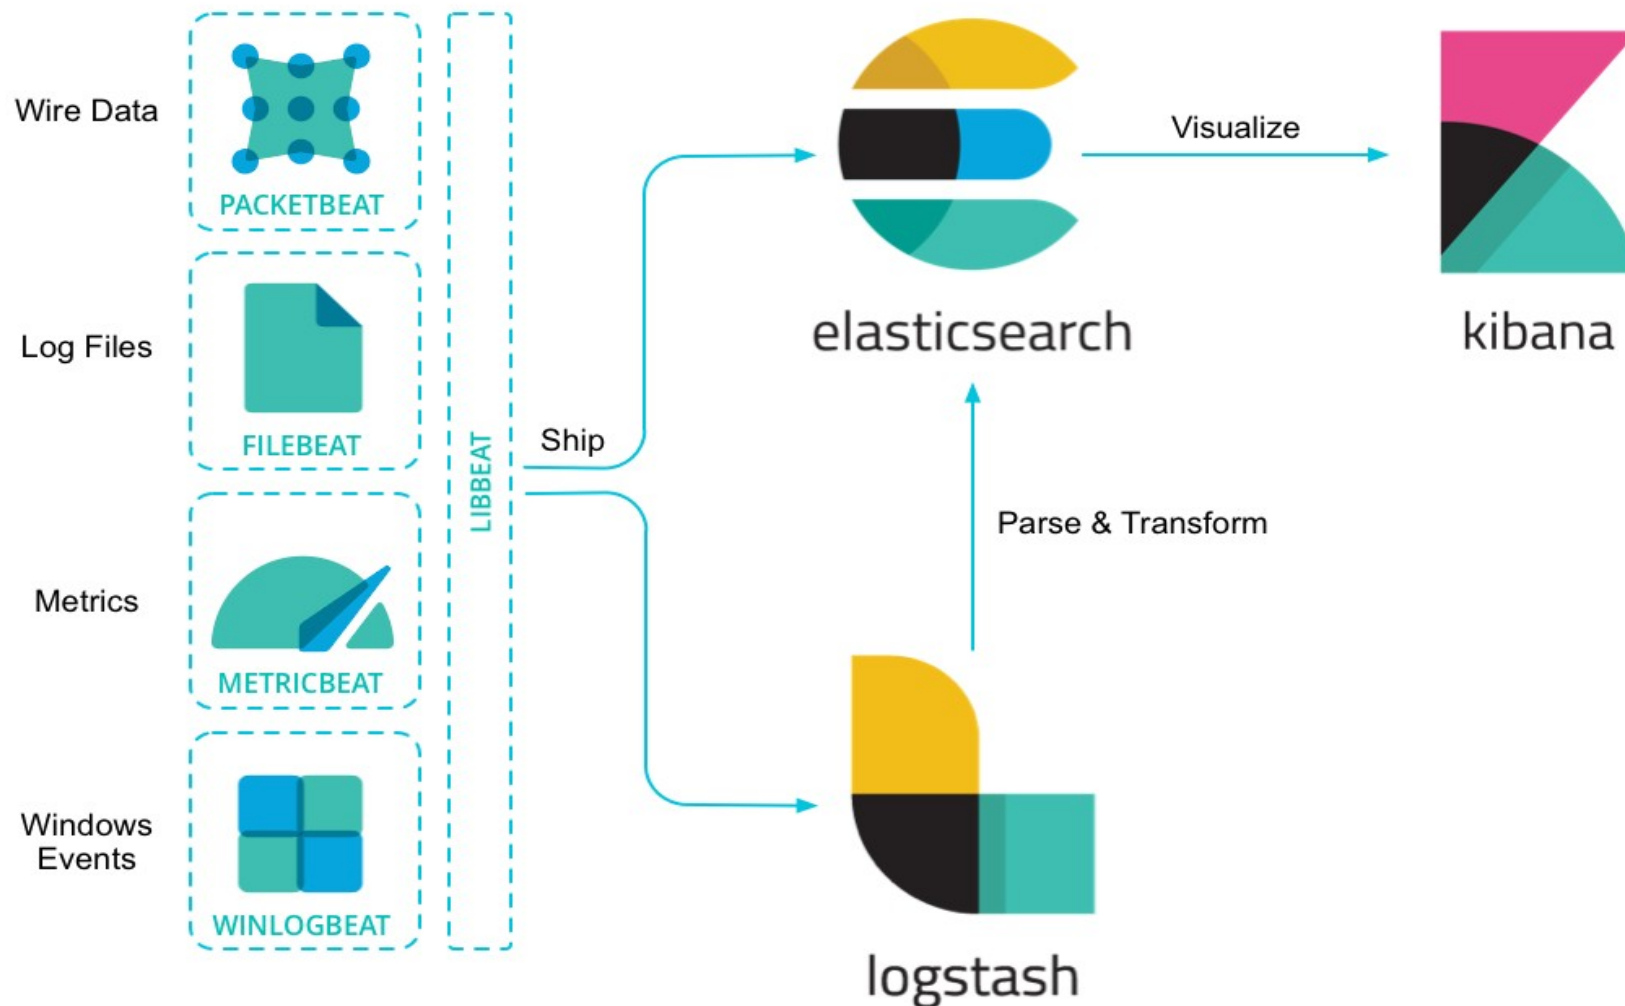 Wire Data
PACKETBEAT
Log Files
FILEBEAT
Metrics
METRICBEAT
Windows
Events
WINLOGBEAT
LIBBEAT
Ship
elasticsearch
Visualize
kibana
Parse & Transform
logstash